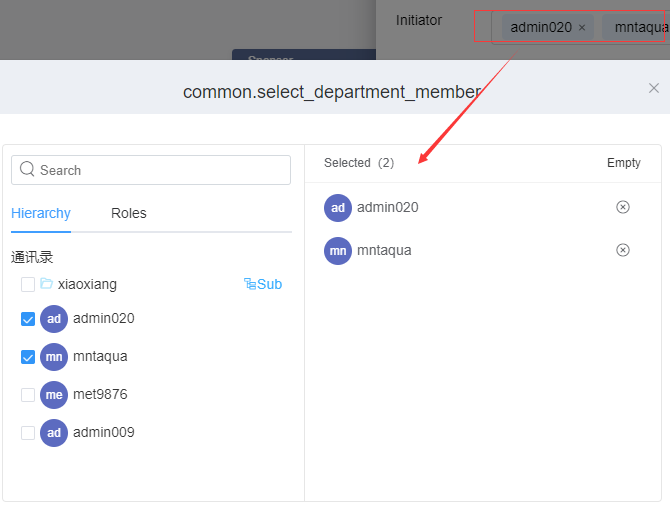 Initiator
admin020 ×
mntaqua
Sponsor
common.select_department_member
Search
Hierarchy Roles
通讯录
xiaoxiang Sub
ad admin020
mn mntaqua
me met9876
ad admin009
Selected (2) Empty
ad admin020
mn mntaqua